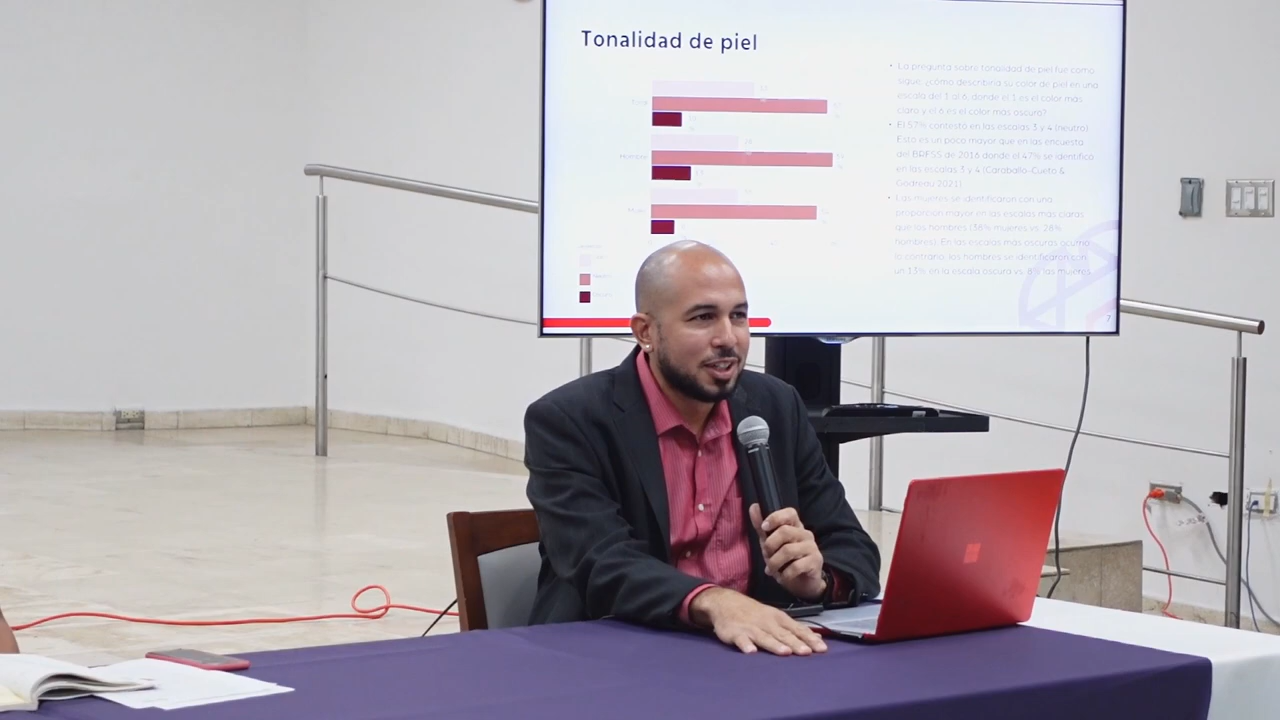 Tonalidad de piel
La pregunta sobre tonalidad de piel fue como
sigue: ¿cómo describiría su color de piel en una
escala del 1 al 6, donde el 1 es el color más
claro y el 6 es el color más oscuro?
El 57% contestó en las escalas 3 y 4 (neutro).
Esto es un poco mayor que en las encuesta
del BRFSS de 2016 donde el 47% se identificó
en las escalas 3 y 4 (Caraballo-Cueto &
Godreau 2021)
Las mujeres se identificaron con una
proporción mayor en las escalas más claras
que los hombres (35% mujeres vs. 28%
hombres). En las escalas más oscuras ocurrió
lo contrario, los hombres se identificaron con
un 13% en la escala oscura vs. 8% las mujeres.
Hombre
Mujer
7